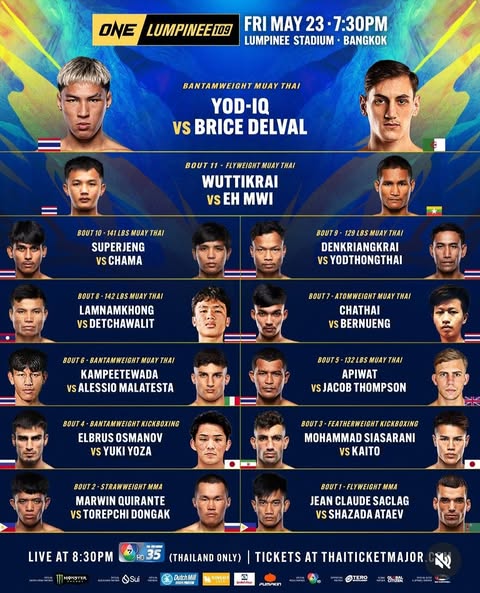 ONE LUMPINEE 109
FRI MAY 23 · 7:30PM
LUMPINEE STADIUM · BANGKOK
BANTAMWEIGHT MUAY THAI
YOD-IQ
VS BRICE DELVAL
BOUT 11 - FLYWEIGHT MUAY THAI
WUTTIKRAI
VS EH MWI
BOUT 10 - 141 LBS MUAY THAI
SUPERJENG
VS CHAMA
BOUT 9 - 129 LBS MUAY THAI
DENKRIANGKRAI
VS YODTHONGTHAI
BOUT 8 - 142 LBS MUAY THAI
LAMNAMKHONG
VS DETCHAWALIT
BOUT 7 - ATOMWEIGHT MUAY THAI
CHATHAI
VS BERNUENG
BOUT 6 - BANTAMWEIGHT MUAY THAI
KAMPEETEWADA
VS ALESSIO MALATESTA
BOUT 5 - 132 LBS MUAY THAI
APIWAT
VS JACOB THOMPSON
BOUT 4 - BANTAMWEIGHT KICKBOXING
ELBRUS OSMANOV
VS YUKI YOZA
BOUT 3 - FEATHERWEIGHT KICKBOXING
MOHAMMAD SIASARANI
VS KAITO
BOUT 2 - STRAWWEIGHT MMA
MARWIN QUIRANTE
VS TOREPCHI DONGAK
BOUT 1 - FLYWEIGHT MMA
JEAN CLAUDE SACLAG
VS SHAZADA ATAEV
LIVE AT 8:30PM 7HD 35 (THAILAND ONLY) | TICKETS AT THAITICKETMAJOR.
MONSTER Sui Dutch Mill PUMPKIN TERO